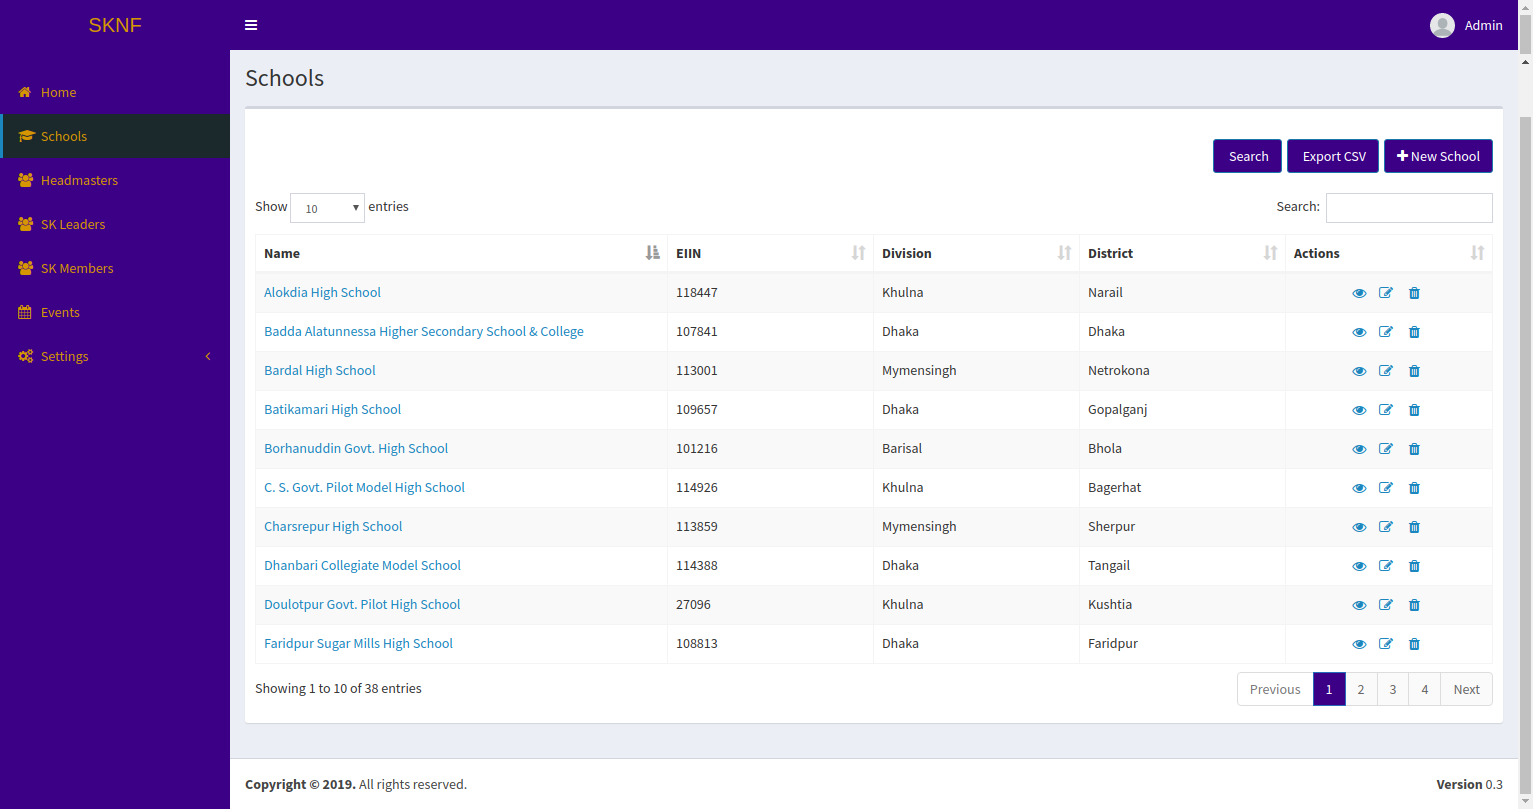 SKNF
Admin
Home
Schools
Headmasters
SK Leaders
SK Members
Events
Settings
Schools
Search Export CSV New School
Show 10 entries Search:
Name EIIN Division District Actions
Alokdia High School 118447 Khulna Narail
Badda Alatunnessa Higher Secondary School & College 107841 Dhaka Dhaka
Bardal High School 113001 Mymensingh Netrokona
Batikamari High School 109657 Dhaka Gopalganj
Borhanuddin Govt. High School 101216 Barisal Bhola
C. S. Govt. Pilot Model High School 114926 Khulna Bagerhat
Charsrepur High School 113859 Mymensingh Sherpur
Dhanbari Collegiate Model School 114388 Dhaka Tangail
Doulotpur Govt. Pilot High School 27096 Khulna Kushtia
Faridpur Sugar Mills High School 108813 Dhaka Faridpur
Showing 1 to 10 of 38 entries Previous 1 2 3 4 Next
Copyright © 2019. All rights reserved. Version 0.3